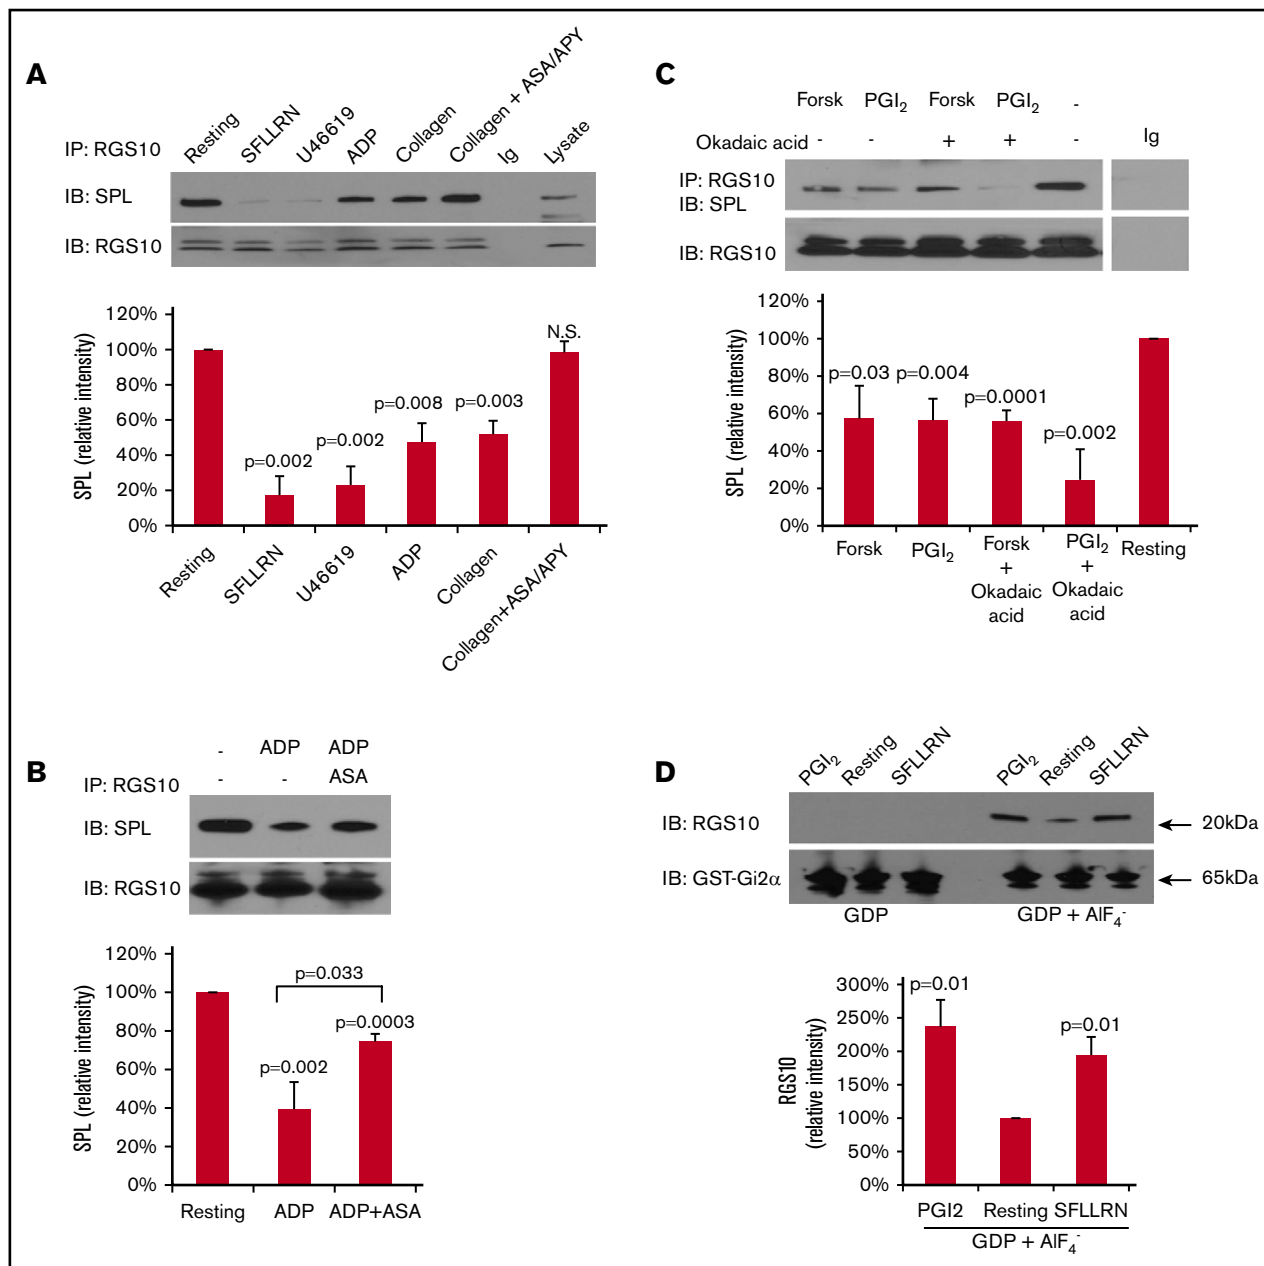 A
IP: RGS10 Resting SFLLRN U46619 ADP Collagen Collagen + ASA/APY Ig Lysate
IB: SPL
IB: RGS10
SPL (relative intensity)
120%
100%
80%
60%
40%
20%
0%
p=0.002
p=0.002
p=0.008
p=0.003
N.S.
Resting SFLLRN U46619 ADP Collagen Collagen+ASA/APY
B
- ADP ADP
IP: RGS10 - - ASA
IB: SPL
IB: RGS10
SPL (relative intensity)
120%
100%
80%
60%
40%
20%
0%
p=0.033
p=0.002
p=0.0003
Resting ADP ADP+ASA
C
Forsk PGI₂ Forsk PGI₂ -
Okadaic acid - - + + - Ig
IP: RGS10
IB: SPL
IB: RGS10
SPL (relative intensity)
120%
100%
80%
60%
40%
20%
0%
p=0.03
p=0.004
p=0.0001
p=0.002
Forsk
PGI₂
Forsk
+
Okadaic
acid
PGI₂
+
Okadaic
acid
Resting
D
PGI₂ Resting SFLLRN PGI₂ Resting SFLLRN
IB: RGS10 20kDa
IB: GST-Gi2α 65kDa
GDP GDP + AlF₄⁻
RGS10
(relative intensity)
300%
250%
200%
150%
100%
50%
0%
p=0.01
p=0.01
PGI2 Resting SFLLRN
GDP + AlF₄⁻